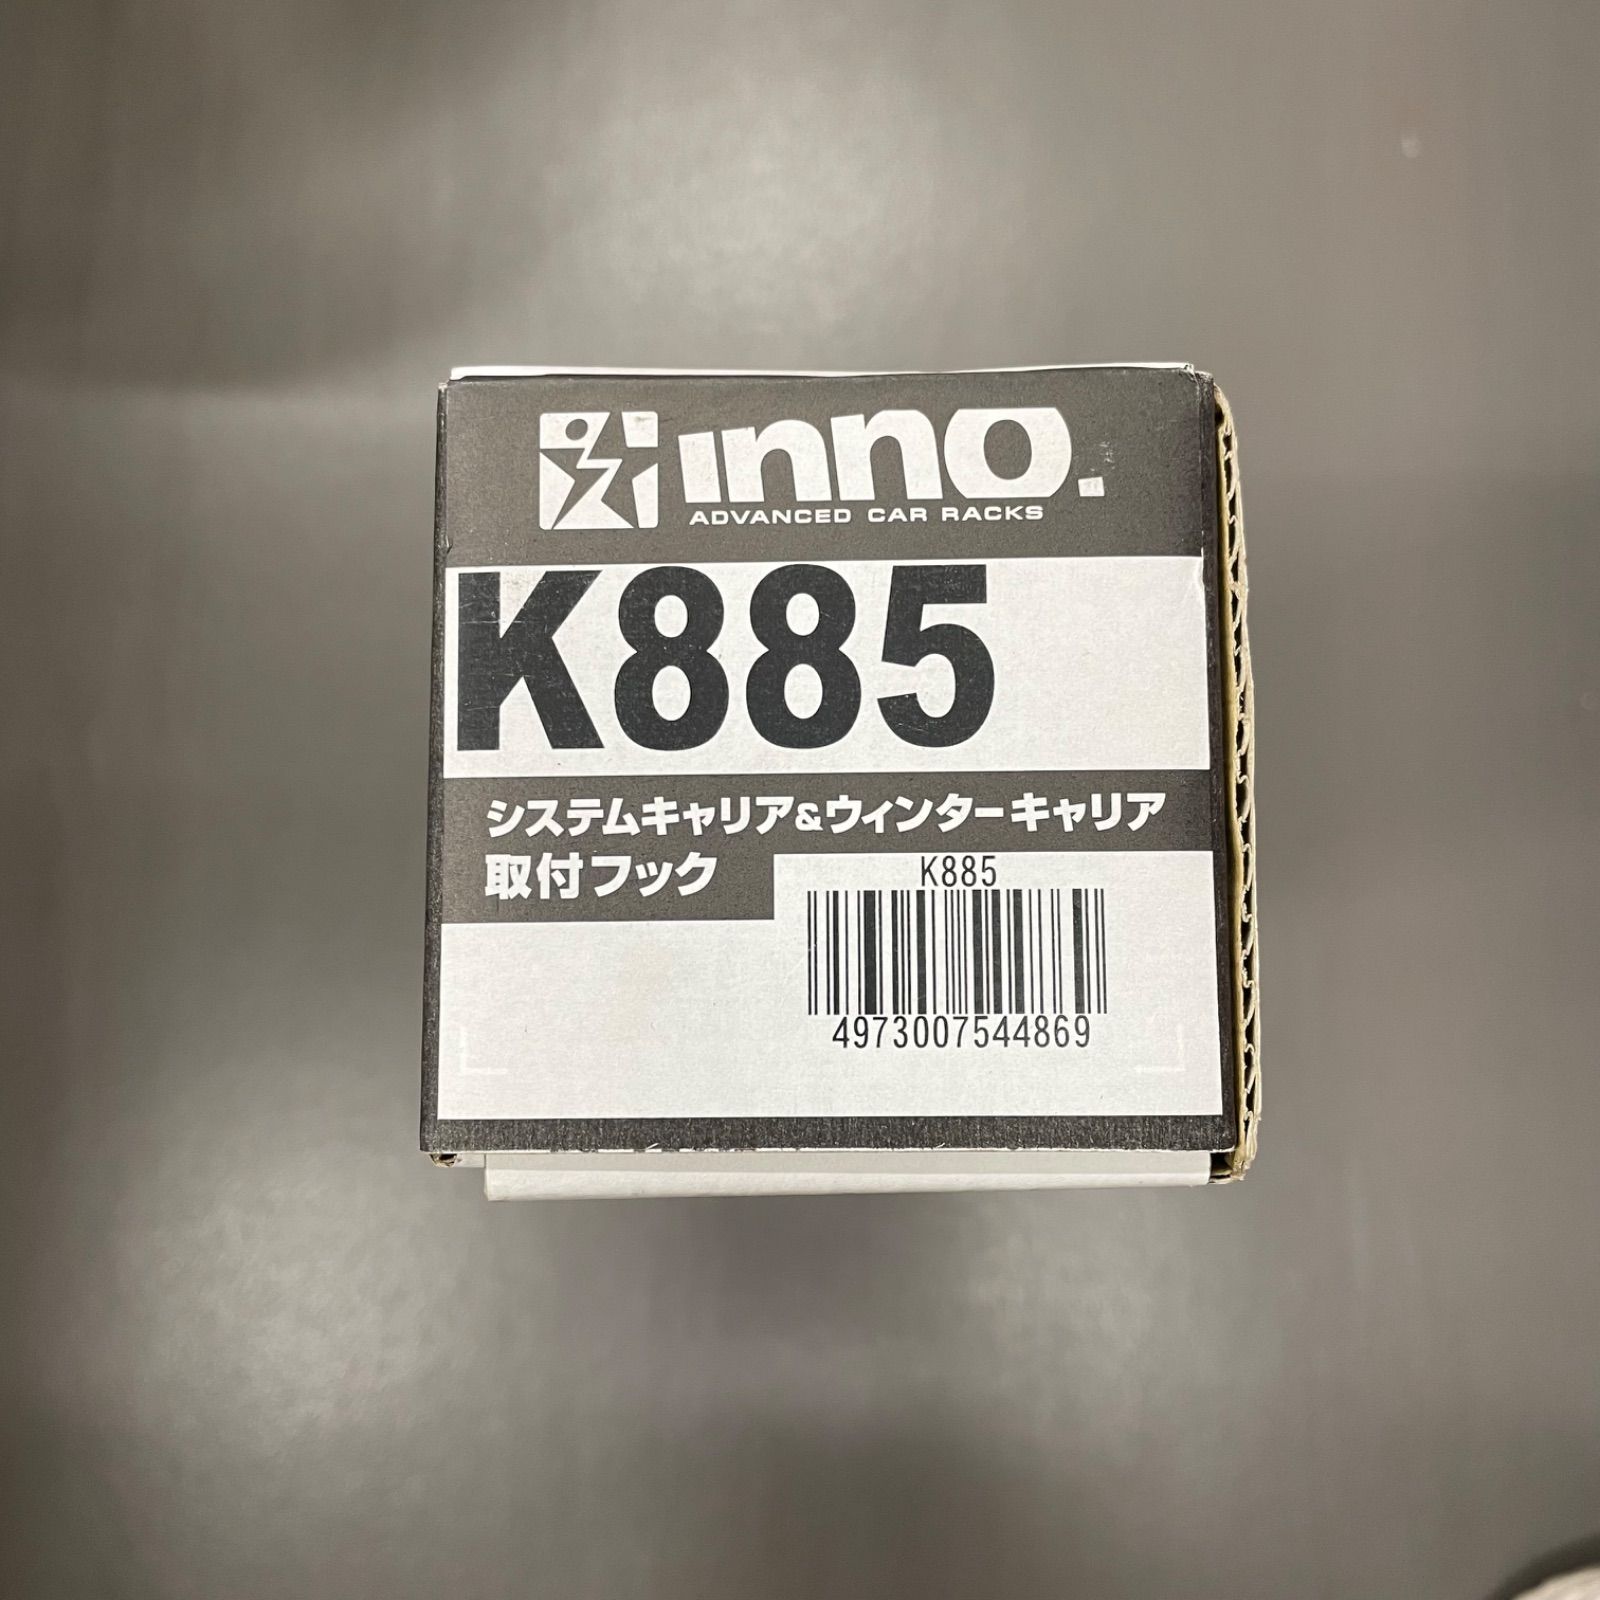 inno.
ADVANCED CAR RACKS
K885
システムキャリア&ウィンターキャリア
取付フック
K885
4973007544869